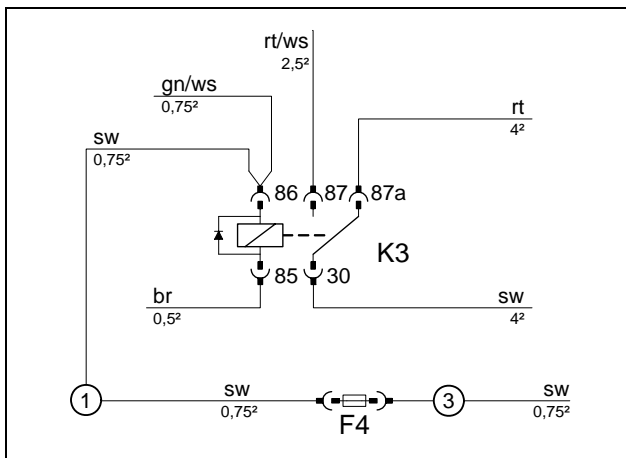 rt/ws
2,5²
gn/ws
0,75²
rt
4²
sw
0,75²
86 87 87a
K3
85 30
br
0,5²
sw
4²
1 sw
0,75²
F4
3 sw
0,75²